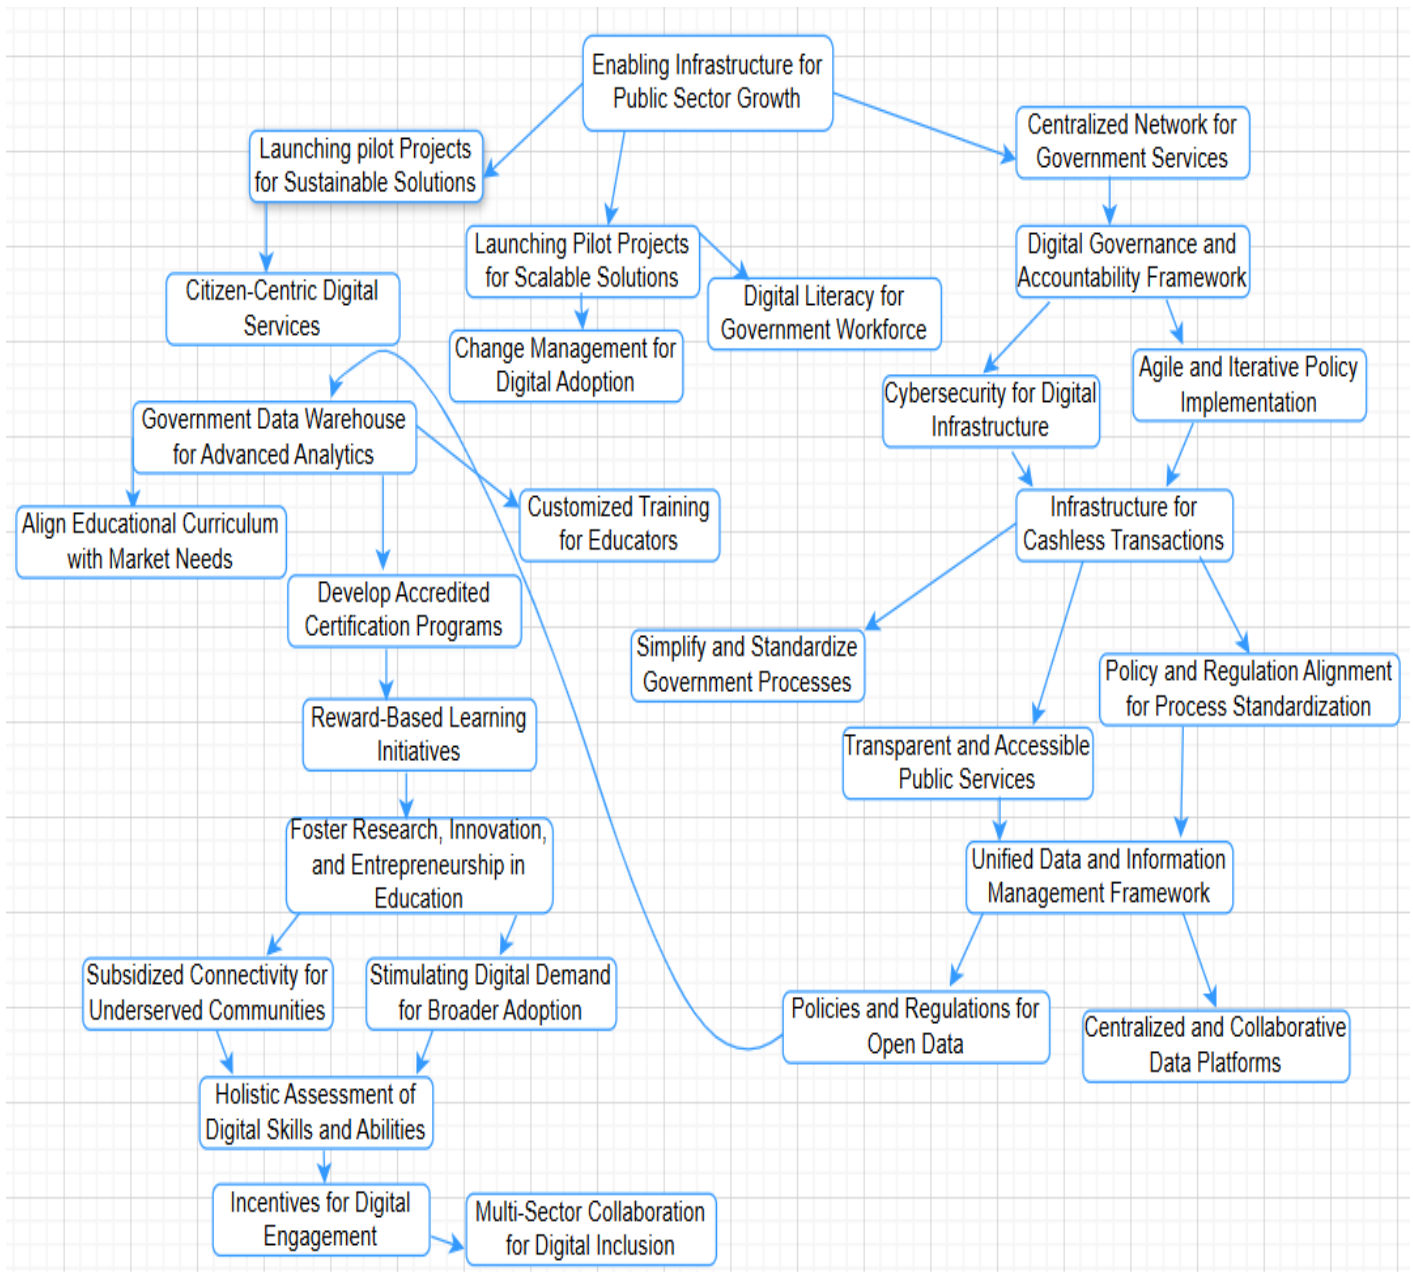 Enabling Infrastructure for
Public Sector Growth
Launching pilot Projects
for Sustainable Solutions
Centralized Network for
Government Services
Launching Pilot Projects
for Scalable Solutions
Digital Governance and
Accountability Framework
Citizen-Centric Digital
Services
Digital Literacy for
Government Workforce
Change Management for
Digital Adoption
Agile and Iterative Policy
Implementation
Cybersecurity for Digital
Infrastructure
Government Data Warehouse
for Advanced Analytics
Customized Training
for Educators
Infrastructure for
Cashless Transactions
Align Educational Curriculum
with Market Needs
Develop Accredited
Certification Programs
Simplify and Standardize
Government Processes
Policy and Regulation Alignment
for Process Standardization
Reward-Based Learning
Initiatives
Transparent and Accessible
Public Services
Foster Research, Innovation,
and Entrepreneurship in
Education
Unified Data and Information
Management Framework
Subsidized Connectivity for
Underserved Communities
Stimulating Digital Demand
for Broader Adoption
Policies and Regulations for
Open Data
Centralized and Collaborative
Data Platforms
Holistic Assessment of
Digital Skills and Abilities
Incentives for Digital
Engagement
Multi-Sector Collaboration
for Digital Inclusion